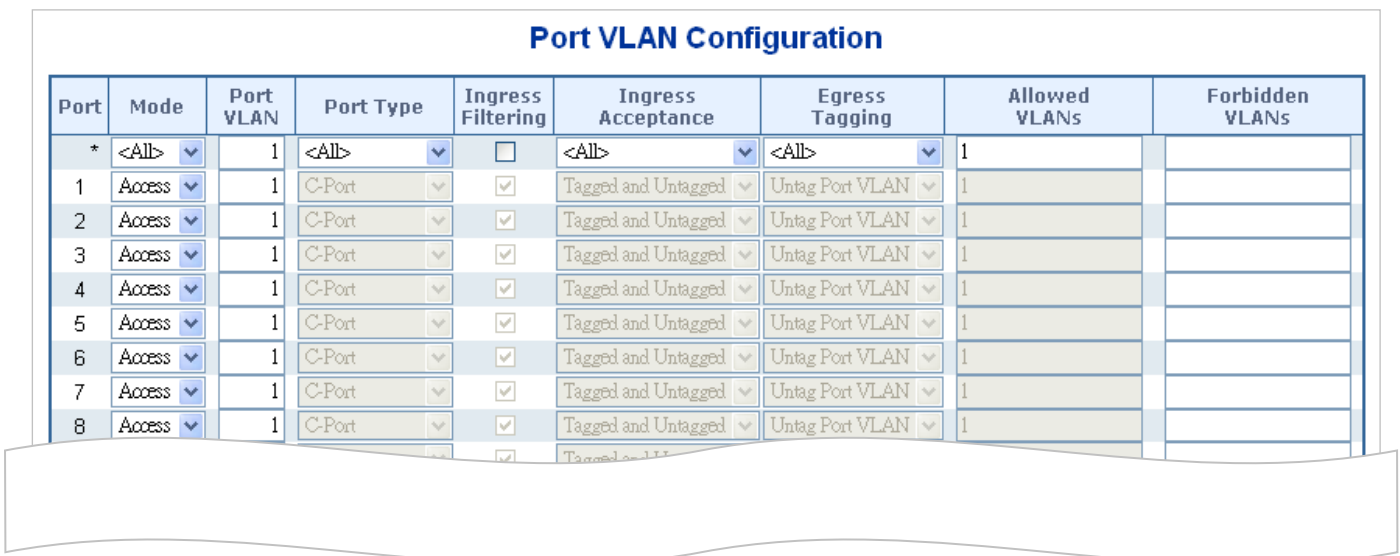 Port VLAN Configuration
Port Mode Port VLAN Port Type Ingress Filtering Ingress Acceptance Egress Tagging Allowed VLANs Forbidden VLANs
* <All> 1 <All> <All> <All> 1
1 Access 1 C-Port Tagged and Untagged Untag Port VLAN 1
2 Access 1 C-Port Tagged and Untagged Untag Port VLAN 1
3 Access 1 C-Port Tagged and Untagged Untag Port VLAN 1
4 Access 1 C-Port Tagged and Untagged Untag Port VLAN 1
5 Access 1 C-Port Tagged and Untagged Untag Port VLAN 1
6 Access 1 C-Port Tagged and Untagged Untag Port VLAN 1
7 Access 1 C-Port Tagged and Untagged Untag Port VLAN 1
8 Access 1 C-Port Tagged and Untagged Untag Port VLAN 1